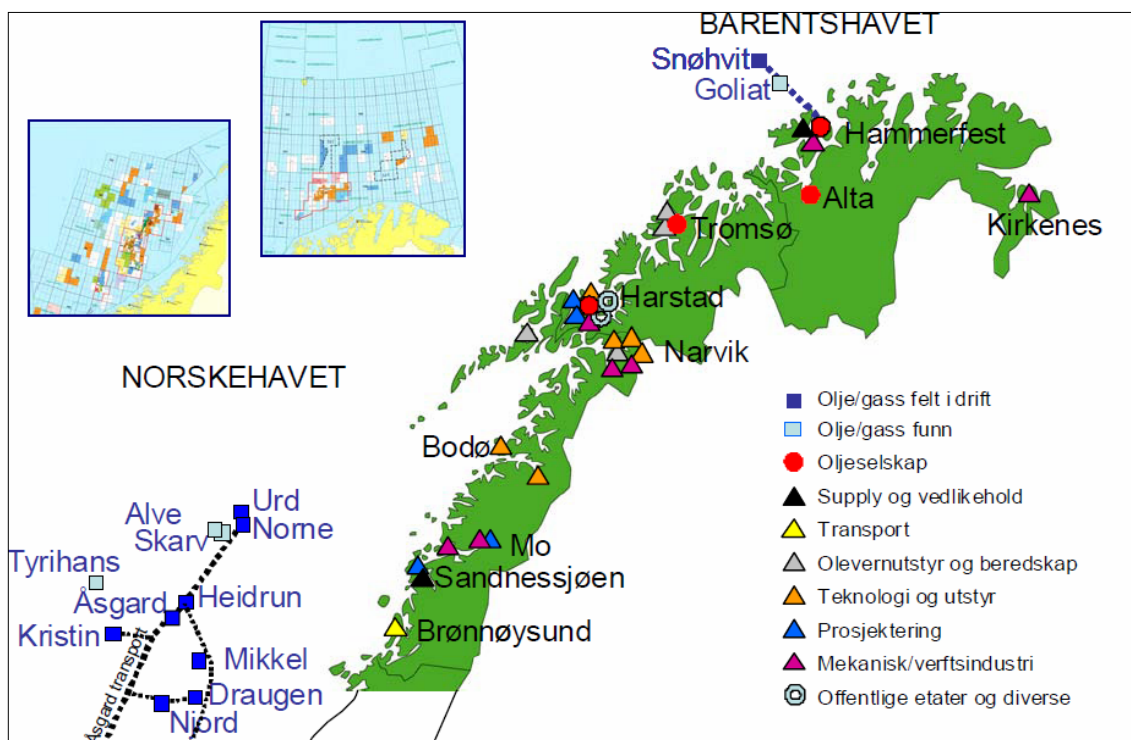 BARENTSHAVET
Snøhvit
Goliat
Hammerfest
Alta
Kirkenes
Tromsø
Harstad
Narvik
NORSKEHAVET
Bodø
Mo
Sandnessjøen
Brønnøysund
Urd
Norne
Alve
Skarv
Tyrihans
Åsgard
Heidrun
Kristin
Mikkel
Draugen
Njord
Åsgard transport
Olje/gass felt i drift
Olje/gass funn
Oljeselskap
Supply og vedlikehold
Transport
Olevernutstyr og beredskap
Teknologi og utstyr
Prosjektering
Mekanisk/verftsindustri
Offentlige etater og diverse